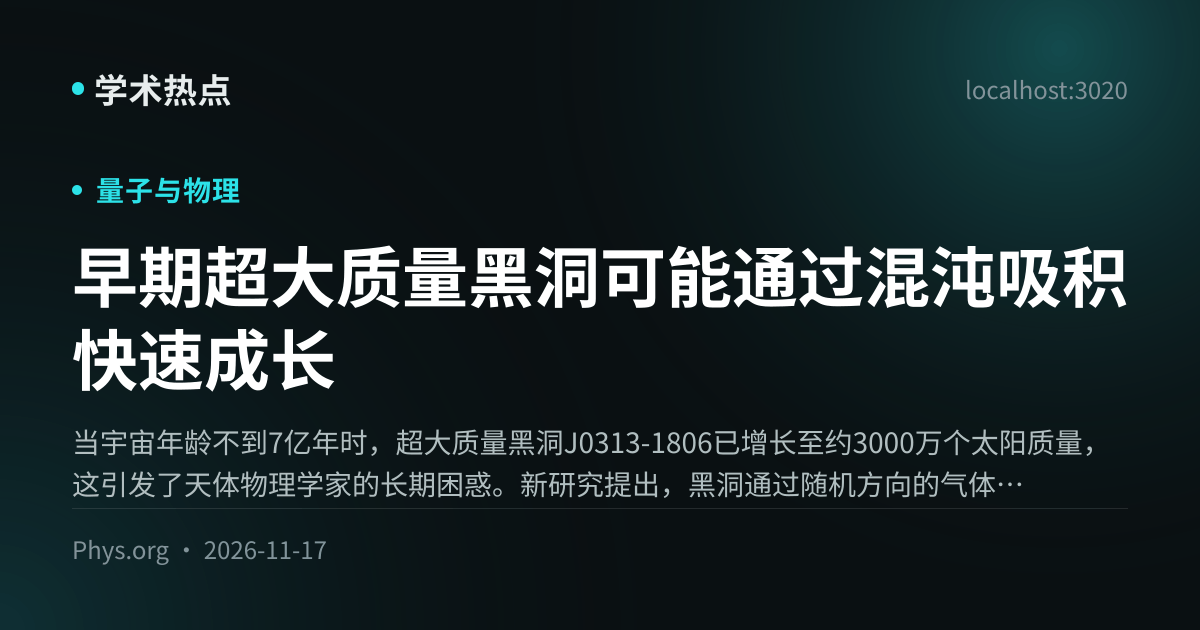 学术热点
localhost:3020
量子与物理
早期超大质量黑洞可能通过混沌吸积
快速成长
当宇宙年龄不到7亿年时，超大质量黑洞J0313-1806已增长至约3000万个太阳质量，
这引发了天体物理学家的长期困惑。新研究提出，黑洞通过随机方向的气体…
Phys.org • 2026-11-17